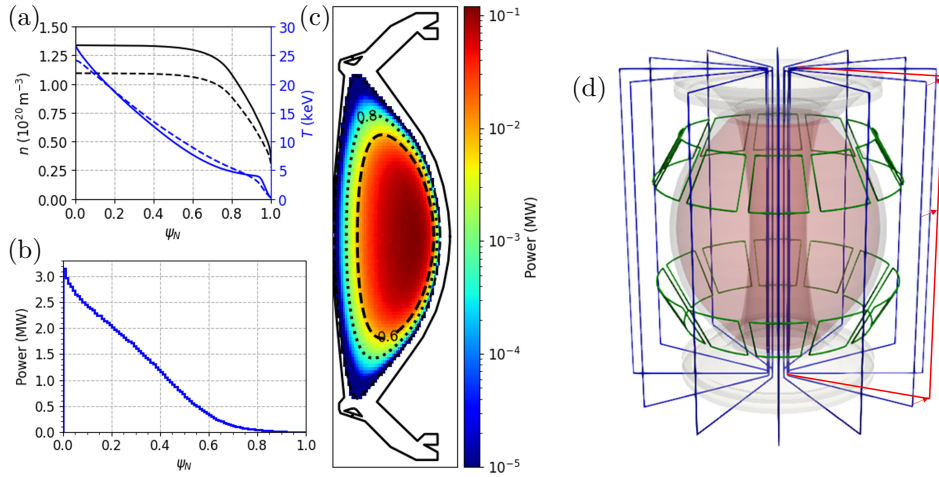 (a)
1.50
1.25
1.00
0.75
0.50
0.25
0.00
n (10²⁰ m⁻³)
30
25
20
15
10
5
0
T (keV)
0.0 0.2 0.4 0.6 0.8 1.0
ψ_N
(b)
3.0
2.5
2.0
1.5
1.0
0.5
0.0
Power (MW)
0.0 0.2 0.4 0.6 0.8 1.0
ψ_N
(c)
0.8
0.6
10⁻¹
10⁻²
10⁻³
10⁻⁴
10⁻⁵
Power (MW)
(d)